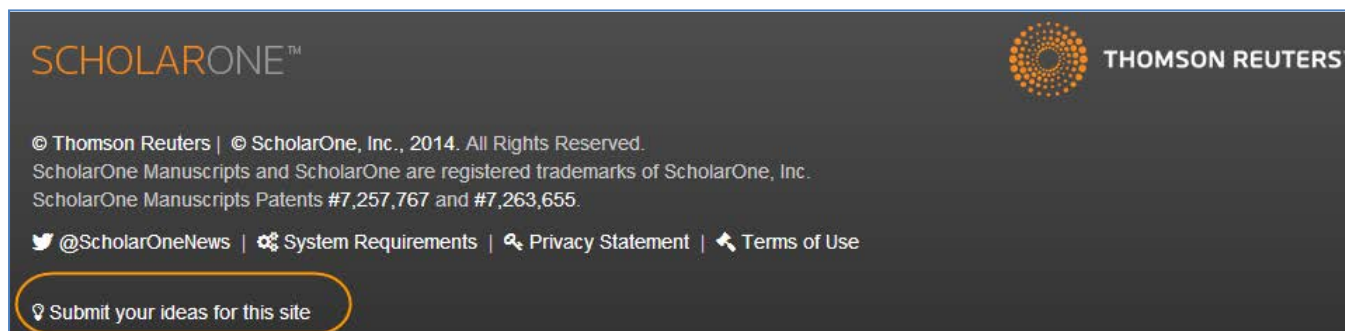 SCHOLARONE™
THOMSON REUTERS
© Thomson Reuters | © ScholarOne, Inc., 2014. All Rights Reserved.
ScholarOne Manuscripts and ScholarOne are registered trademarks of ScholarOne, Inc.
ScholarOne Manuscripts Patents #7,257,767 and #7,263,655.
@ScholarOneNews | System Requirements | Privacy Statement | Terms of Use
Submit your ideas for this site